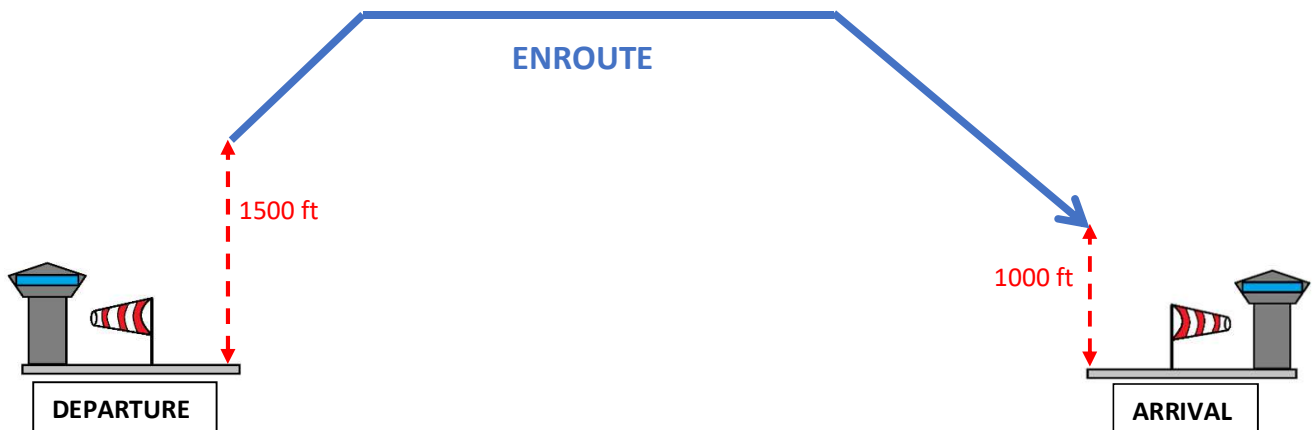 ENROUTE
1500 ft
1000 ft
DEPARTURE
ARRIVAL